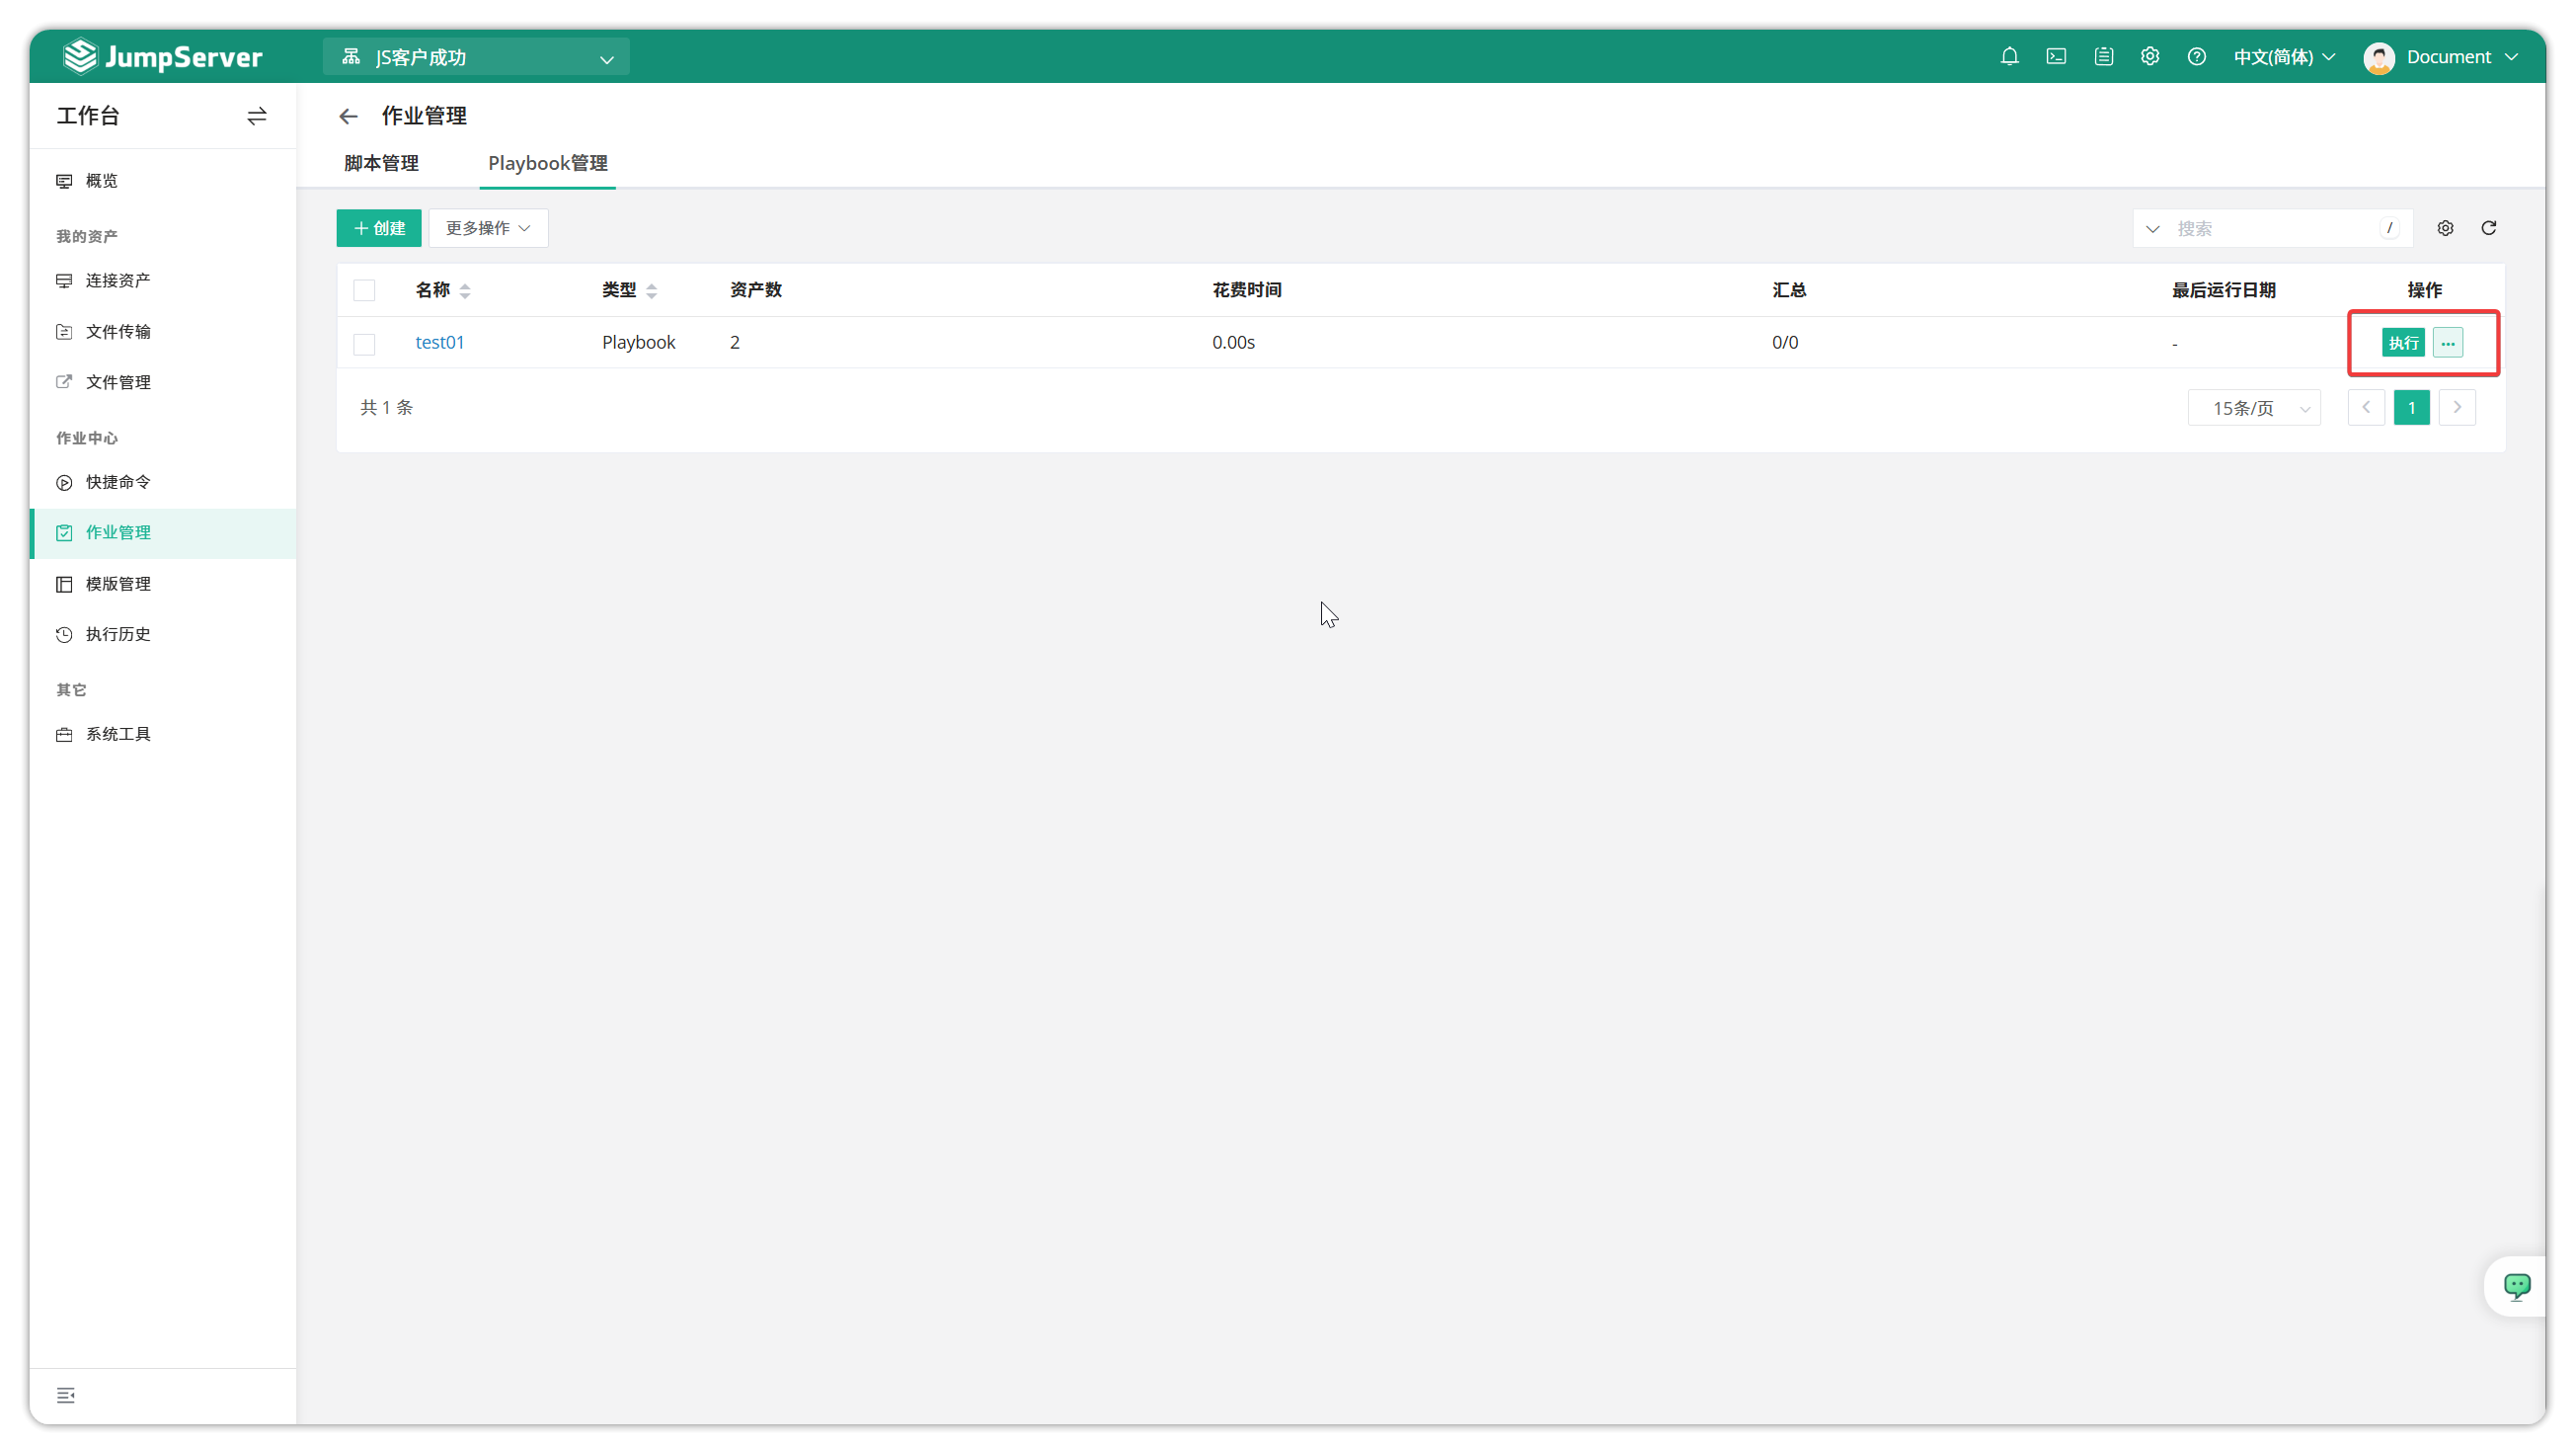 JumpServer
JS客户成功
中文(简体)
Document
工作台
概览
我的资产
连接资产
文件传输
文件管理
作业中心
快捷命令
作业管理
模版管理
执行历史
其它
系统工具
作业管理
脚本管理 Playbook管理
创建 更多操作 搜索 /
名称 类型 资产数 花费时间 汇总 最后运行日期 操作
test01 Playbook 2 0.00s 0/0 - 执行 ...
共 1 条 15条/页 1